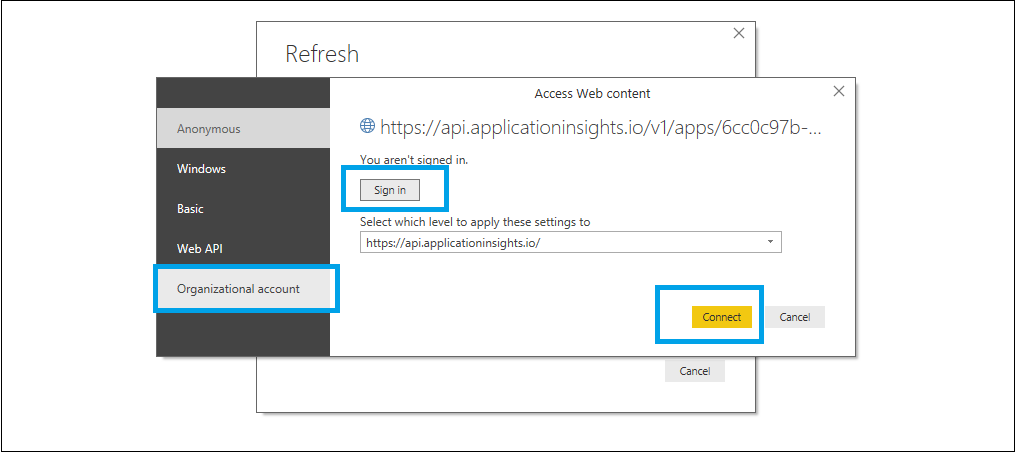 Refresh
Access Web content
Anonymous
Windows
Basic
Web API
Organizational account
https://api.applicationinsights.io/v1/apps/6cc0c97b-...
You aren't signed in.
Sign in
Select which level to apply these settings to
https://api.applicationinsights.io/
Connect
Cancel
Cancel